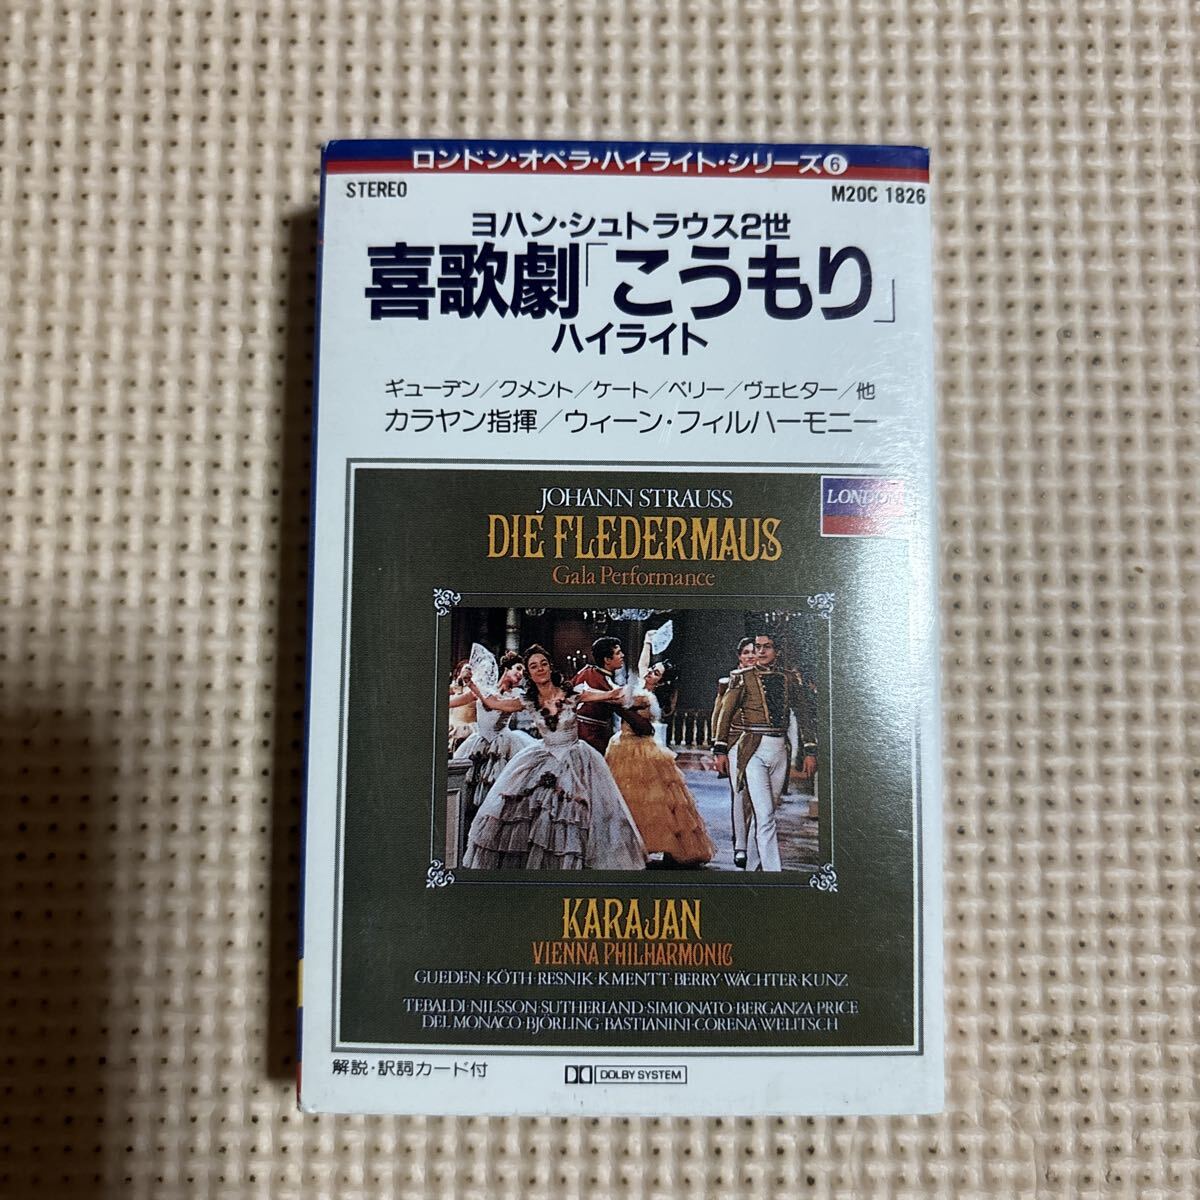 ロンドン・オペラ・ハイライト・シリーズ❻
STEREO
M20C 1826
ヨハン・シュトラウス2世
喜歌劇「こうもり」
ハイライト
ギューデン／クメント／ケート／ベリー／ヴェヒター／他
カラヤン指揮／ウィーン・フィルハーモニー
JOHANN STRAUSS
LONDON
DIE FLEDERMAUS
Gala Performance
KARAJAN
VIENNA PHILHARMONIC
GUEDEN·KÖTH·RESNIK·KMENTT·BERRY·WÄCHTER·KUNZ
TEBALDI·NILSSON·SUTHERLAND·SIMIONATO·BERGANZA·PRICE
DEL MONACO·BJÖRLING·BASTIANINI·CORENA·WELITSCH
解説・訳詞カード付
DOLBY SYSTEM